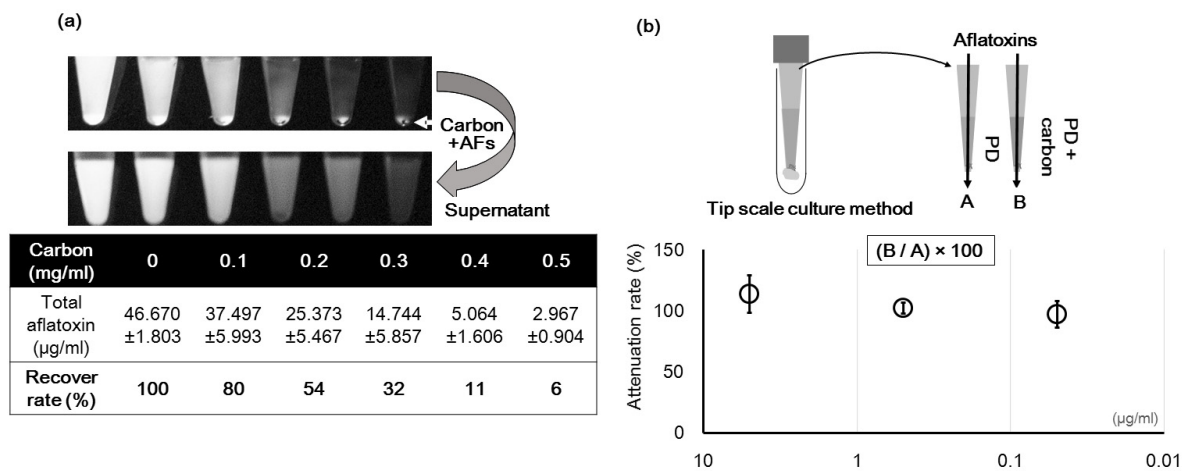 (a)
Carbon
+AFs
Supernatant
Carbon (mg/ml) 0 0.1 0.2 0.3 0.4 0.5
Total aflatoxin (µg/ml) 46.670 ±1.803 37.497 ±5.993 25.373 ±5.467 14.744 ±5.857 5.064 ±1.606 2.967 ±0.904
Recover rate (%) 100 80 54 32 11 6
(b)
Aflatoxins
PD
PD +
carbon
A B
Tip scale culture method
(B / A) × 100
Attenuation rate (%)
150
100
50
0
(µg/ml)
10 1 0.1 0.01